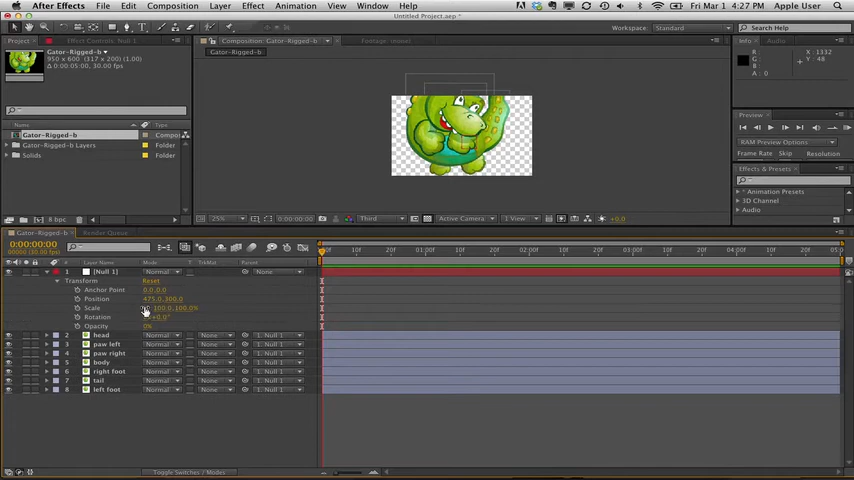 After Effects File Edit Composition Layer Effect Animation View Window Help Fri Mar 1 4:27 PM Apple User
Untitled Project.aep *
Workspace: Standard Search Help
Project Effect Controls: Null 1 Composition: Gator-Rigged-b Footage: (none) Info Audio
Gator-Rigged-b
Gator-Rigged-b
950 x 600 (317 x 200) (1.00)
Δ 0:00:05:00, 30.00 fps
R :
G :
B :
A : 0
X : 1332
Y : 48
Name Type
Gator-Rigged-b Compos
Gator-Rigged-b Layers
Solids
Preview
RAM Preview Options
Frame Rate Skip Resolution
Effects & Presets
* Animation Presets
3D Channel
Audio
8 bpc 25% 0:00:00:00 Third Active Camera 1 View +0.0
Gator-Rigged-b Render Queue
0:00:00:00
00000 (30.00 fps)
# Layer Name Mode T TrkMat Parent
00f 10f 20f 01:00f 10f 20f 02:00f 10f 20f 03:00f 10f 20f 04:00f 10f 20f 05:0
1 [Null 1] Normal None
Transform Reset
Anchor Point 0.0,0.0
Position 475.0,300.0
Scale 100.0,100.0%
Rotation +0.0°
Opacity 0%
2 head Normal None 1. Null 1
3 paw left Normal None 1. Null 1
4 paw right Normal None 1. Null 1
5 body Normal None 1. Null 1
6 right foot Normal None 1. Null 1
7 tail Normal None 1. Null 1
8 left foot Normal None 1. Null 1
Toggle Switches / Modes